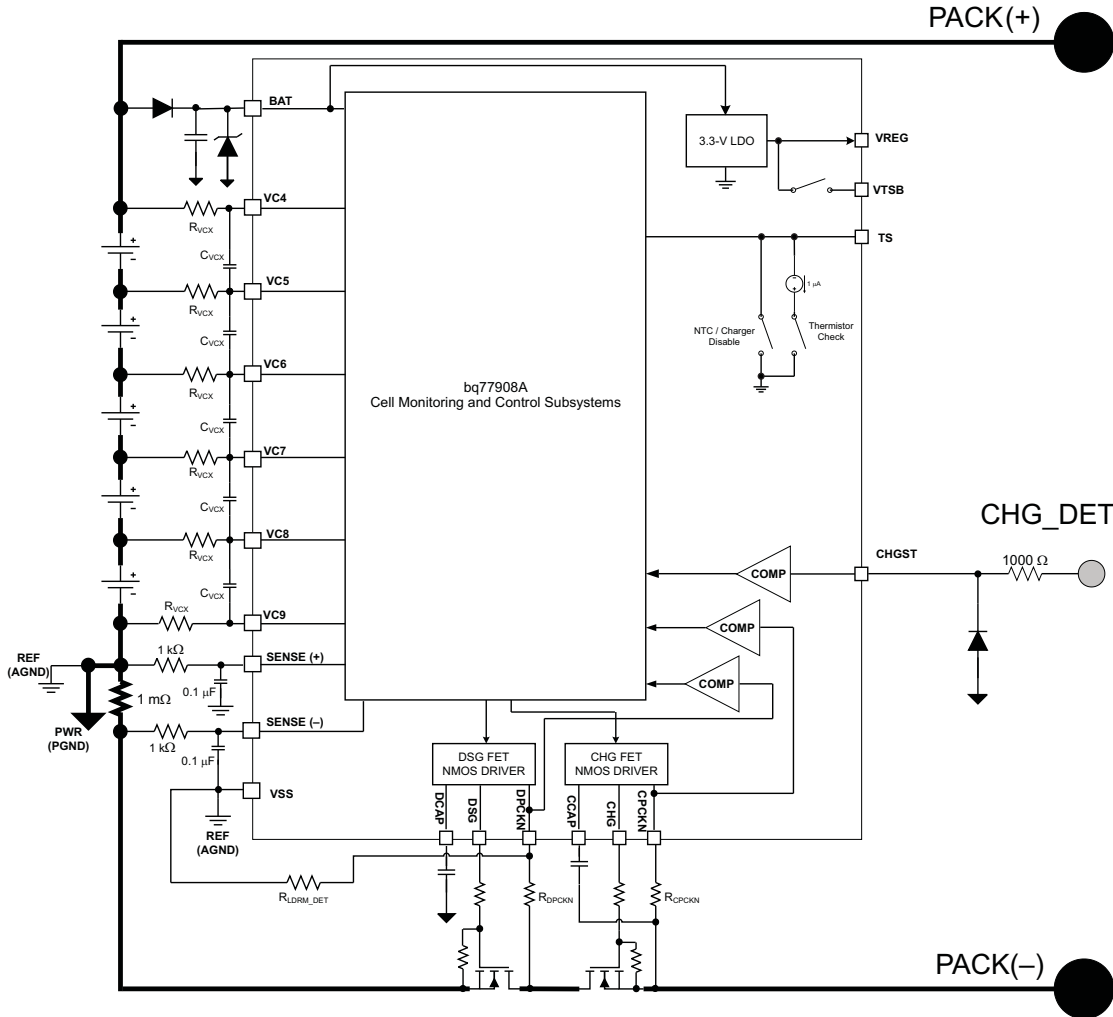 PACK(+)
BAT
3.3-V LDO
VREG
VTSB
VC4
R_VCX
TS
C_VCX
VC5
R_VCX
1 µA
C_VCX
NTC / Charger
Disable
Thermistor
Check
VC6
R_VCX
bq77908A
Cell Monitoring and Control Subsystems
C_VCX
VC7
R_VCX
C_VCX
VC8
R_VCX
CHG_DET
CHGST
1000 Ω
COMP
C_VCX
R_VCX
VC9
COMP
REF
(AGND)
1 kΩ
SENSE (+)
0.1 µF
COMP
1 mΩ
PWR
(PGND)
SENSE (–)
1 kΩ
0.1 µF
DSG FET
NMOS DRIVER
CHG FET
NMOS DRIVER
VSS
DCAP
DSG
DPCKN
CCAP
CHG
CPCKN
REF
(AGND)
R_LDRM_DET
R_DPCKN
R_CPCKN
PACK(–)
+
-
+
-
+
-
+
-
+
-
+
-